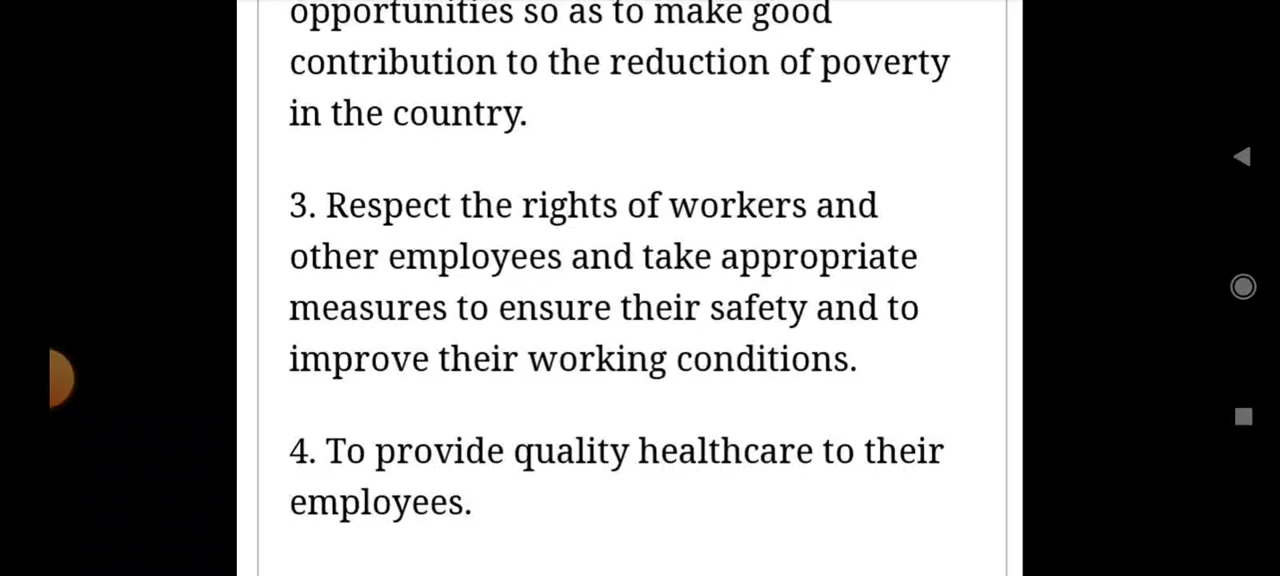 opportunities so as to make good
contribution to the reduction of poverty
in the country.
3. Respect the rights of workers and
other employees and take appropriate
measures to ensure their safety and to
improve their working conditions.
4. To provide quality healthcare to their
employees.